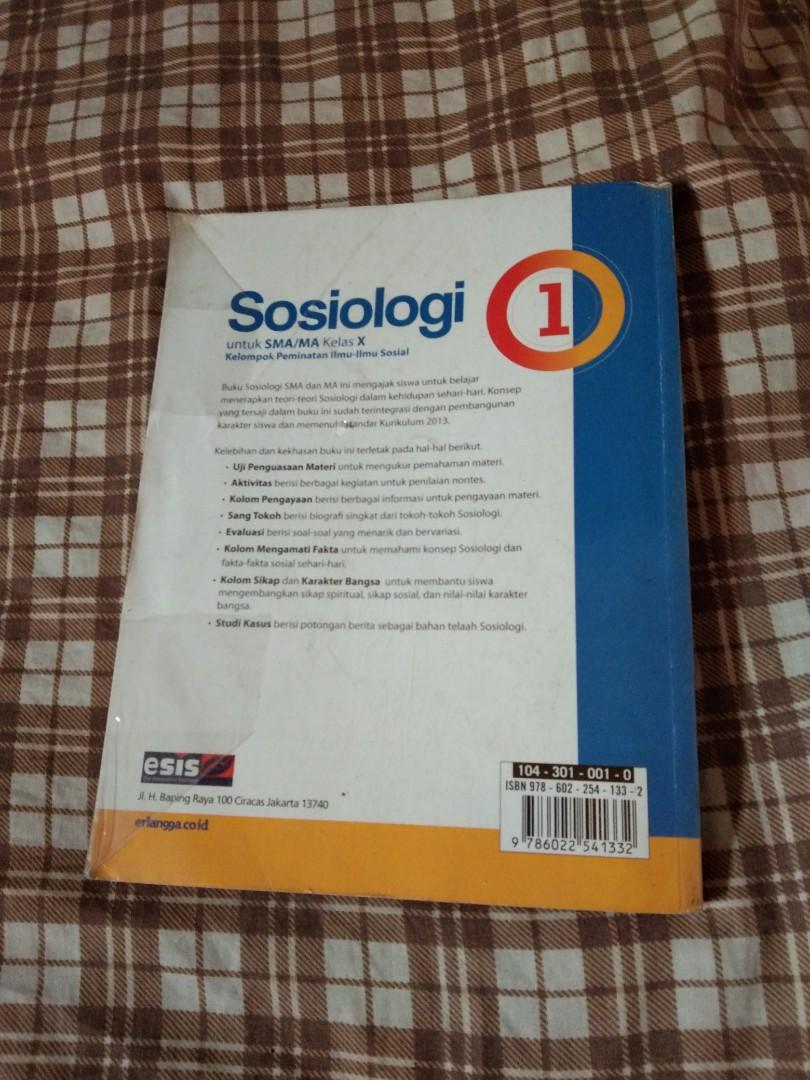 Sosiologi 1
untuk SMA/MA Kelas X
Kelompok Peminatan Ilmu-Ilmu Sosial
Buku Sosiologi SMA dan MA ini mengajak siswa untuk belajar
menerapkan teori-teori Sosiologi dalam kehidupan sehari-hari. Konsep
yang tersaji dalam buku ini sudah terintegrasi dengan pembangunan
karakter siswa dan memenuhi standar Kurikulum 2013.
Kelebihan dan kekhasan buku ini terletak pada hal-hal berikut.
• Uji Penguasaan Materi untuk mengukur pemahaman materi.
• Aktivitas berisi berbagai kegiatan untuk penilaian nontes.
• Kolom Pengayaan berisi berbagai informasi untuk pengayaan materi.
• Sang Tokoh berisi biografi singkat dari tokoh-tokoh Sosiologi.
• Evaluasi berisi soal-soal yang menarik dan bervariasi.
• Kolom Mengamati Fakta untuk memahami konsep Sosiologi dan
fakta-fakta sosial sehari-hari.
• Kolom Sikap dan Karakter Bangsa untuk membantu siswa
mengembangkan sikap spiritual, sikap sosial, dan nilai-nilai karakter
bangsa.
• Studi Kasus berisi potongan berita sebagai bahan telaah Sosiologi.
esis
Jl. H. Baping Raya 100 Ciracas Jakarta 13740
erlangga.co.id
104 - 301 - 001 - 0
ISBN 978 - 602 - 254 - 133 - 2
9 786022 541332